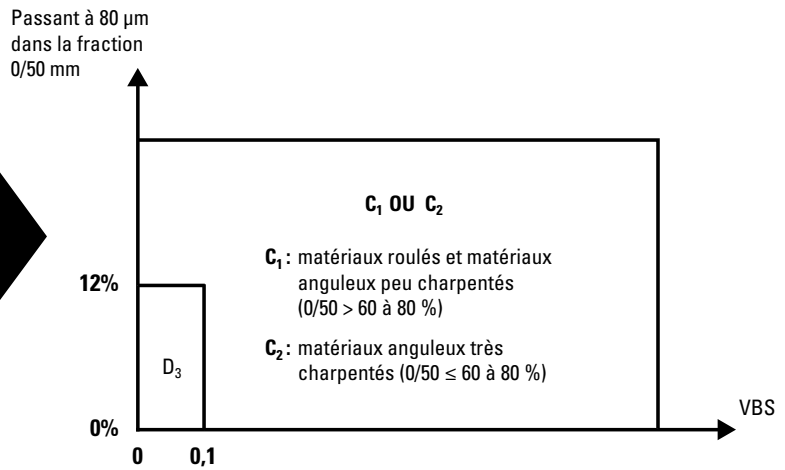 Passant à 80 µm
dans la fraction
0/50 mm
C₁ OU C₂
C₁ : matériaux roulés et matériaux
anguleux peu charpentés
(0/50 > 60 à 80 %)
12%
C₂ : matériaux anguleux très
charpentés (0/50 ≤ 60 à 80 %)
D₃
VBS
0%
0
0,1